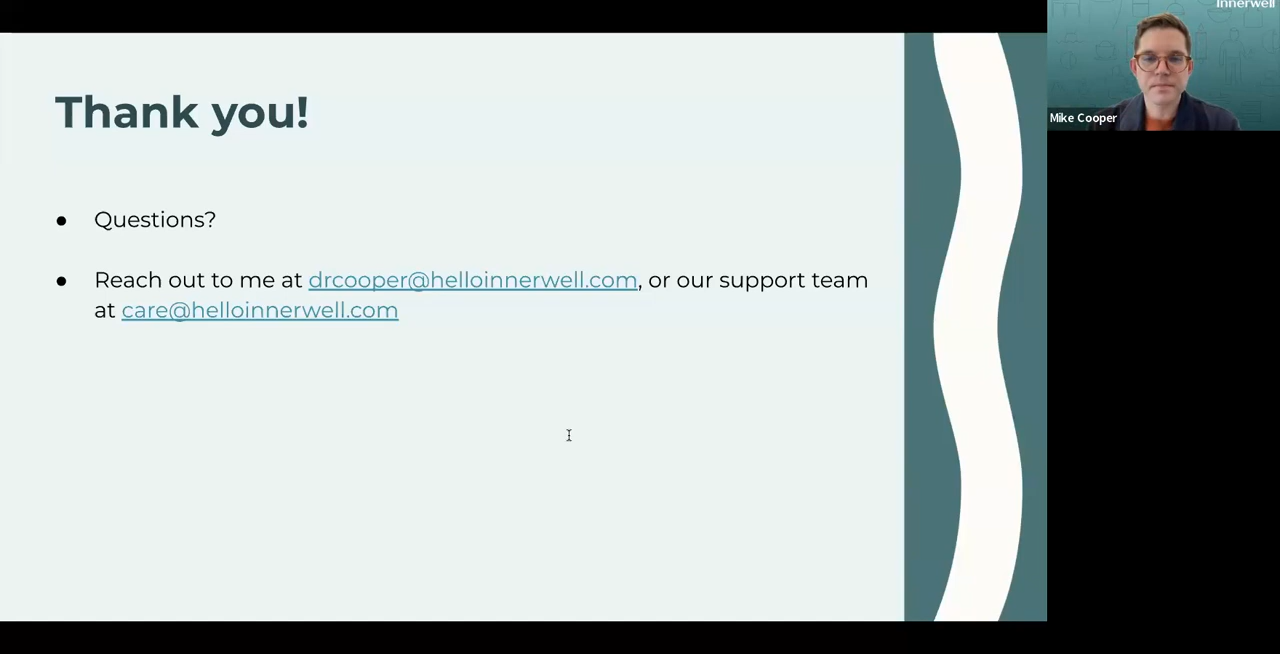 Innerwell
Mike Cooper
Thank you!
● Questions?
● Reach out to me at drcooper@helloinnerwell.com, or our support team
at care@helloinnerwell.com